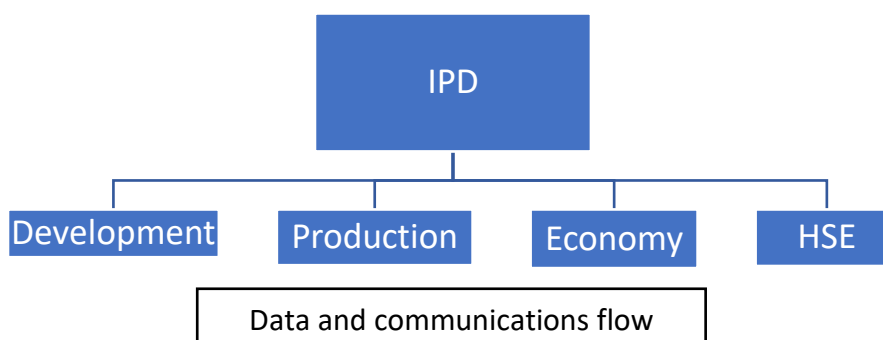 IPD
Development Production Economy HSE
Data and communications flow